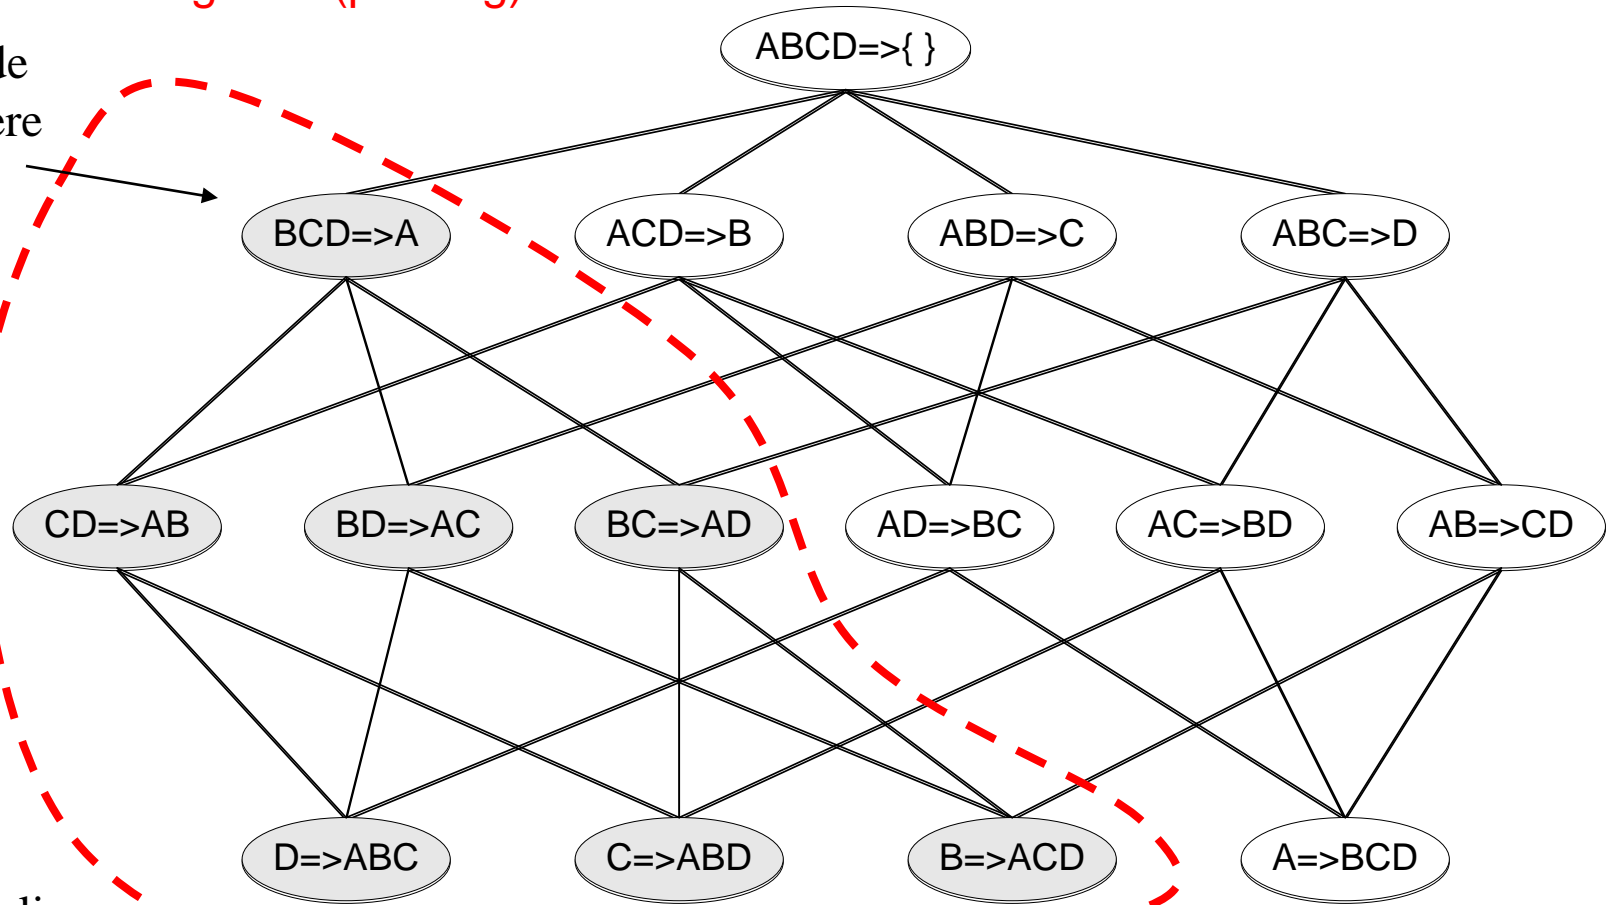 ABCD=>{ }
BCD=>A ACD=>B ABD=>C ABC=>D
CD=>AB BD=>AC BC=>AD AD=>BC AC=>BD AB=>CD
D=>ABC C=>ABD B=>ACD A=>BCD